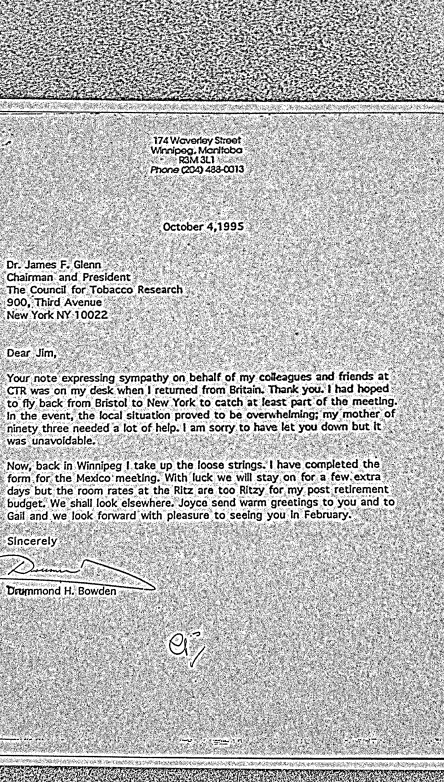 174 Waverley Street
Winnipeg, Manitoba
R3M 3L1
Phone (204) 488-0013
October 4,1995
Dr. James F. Glenn
Chairman and President
The Council for Tobacco Research
900, Third Avenue
New York NY 10022
Dear Jim,
Your note expressing sympathy on behalf of my colleagues and friends at
CTR was on my desk when I returned from Britain. Thank you. I had hoped
to fly back from Bristol to New York to catch at least part of the meeting.
In the event, the local situation proved to be overwhelming; my mother of
ninety three needed a lot of help. I am sorry to have let you down but it
was unavoidable.
Now, back in Winnipeg I take up the loose strings. I have completed the
form for the Mexico meeting. With luck we will stay on for a few extra
days but the room rates at the Ritz are too Ritzy for my post retirement
budget. We shall look elsewhere. Joyce send warm greetings to you and to
Gail and we look forward with pleasure to seeing you in February.
Sincerely
Drummond H. Bowden